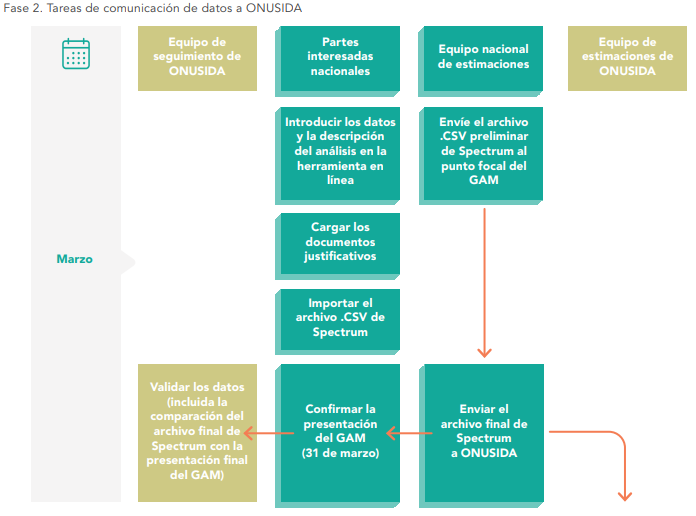 Fase 2. Tareas de comunicación de datos a ONUSIDA
Equipo de
seguimiento de
ONUSIDA
Partes
interesadas
nacionales
Equipo nacional
de estimaciones
Equipo de
estimaciones de
ONUSIDA
Marzo
Introducir los datos
y la descripción
del análisis en la
herramienta en
línea
Envíe el archivo
.CSV preliminar
de Spectrum al
punto focal del
GAM
Cargar los
documentos
justificativos
Importar el
archivo .CSV de
Spectrum
Validar los datos
(incluida la
comparación del
archivo final de
Spectrum con la
presentación final
del GAM)
Confirmar la
presentación
del GAM
(31 de marzo)
Enviar el
archivo final de
Spectrum
a ONUSIDA